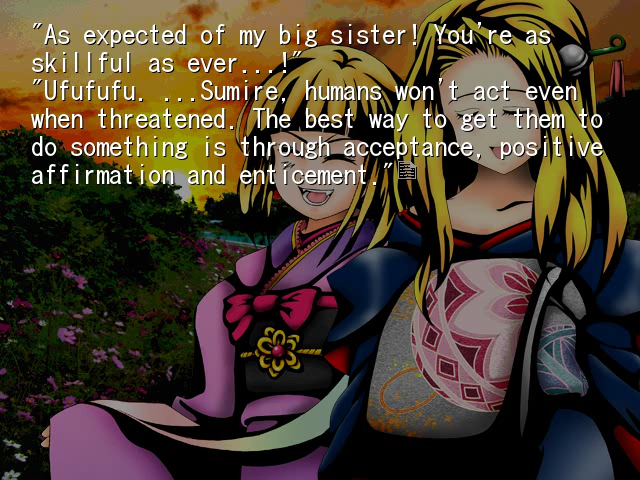 "As expected of my big sister! You're as
skillful as ever...!"
"Ufufufu. ...Sumire, humans won't act even
when threatened. The best way to get them to
do something is through acceptance, positive
affirmation and enticement."